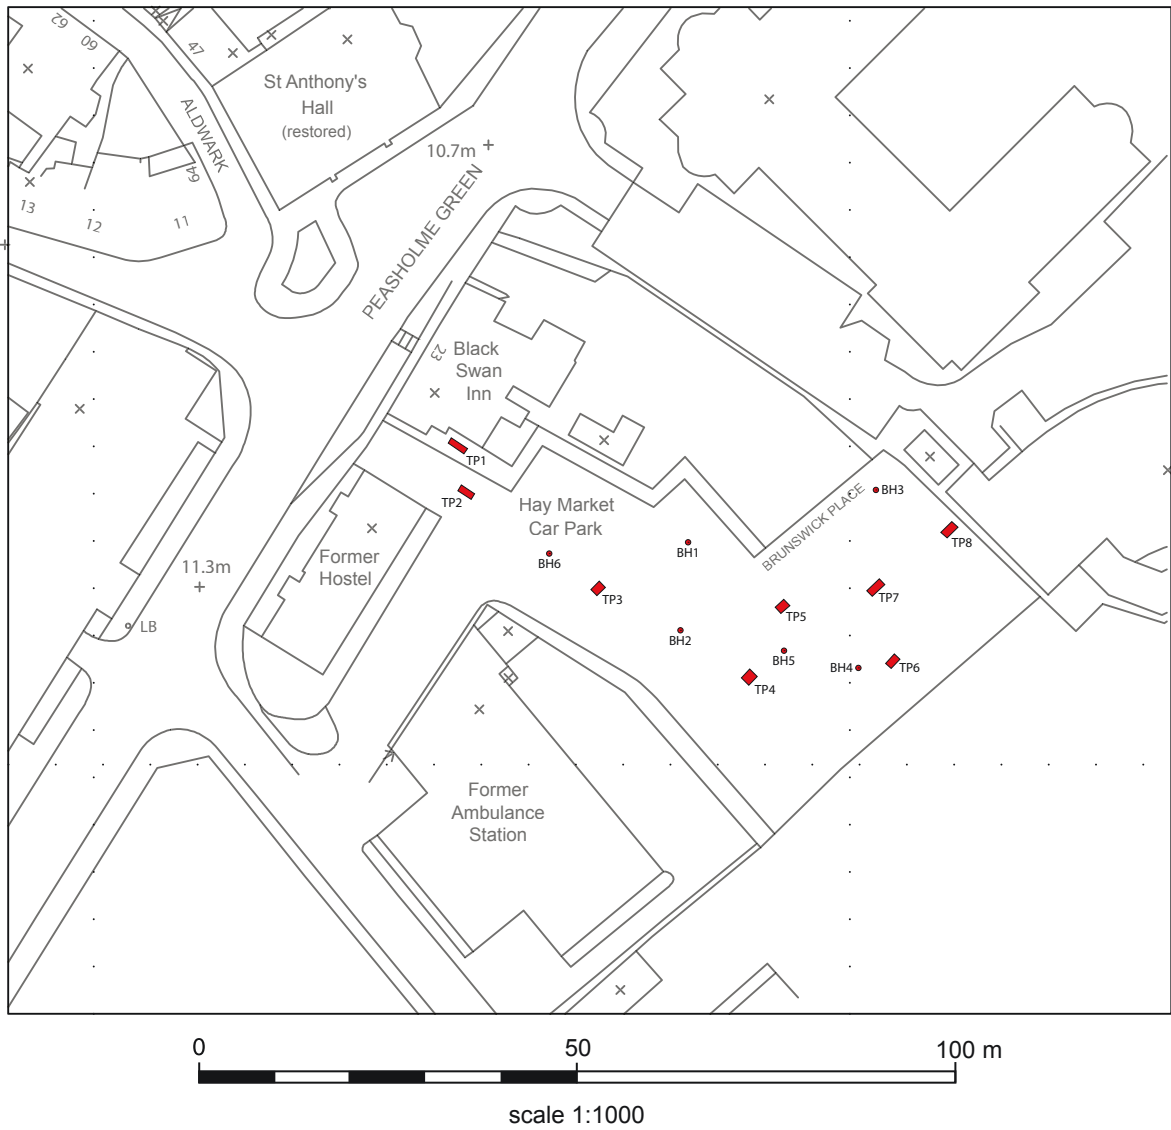 62
60
47
St Anthony's
Hall
(restored)
ALDWARK
10.7m
64
13
12
11
PEASHOLME GREEN
23
Black
Swan
Inn
TP1
TP2
Hay Market
Car Park
BRUNSWICK PLACE
BH3
TP8
BH1
BH6
Former
Hostel
11.3m
TP3
TP7
TP5
LB
BH2
BH5
BH4
TP6
TP4
Former
Ambulance
Station
0
50
100 m
scale 1:1000